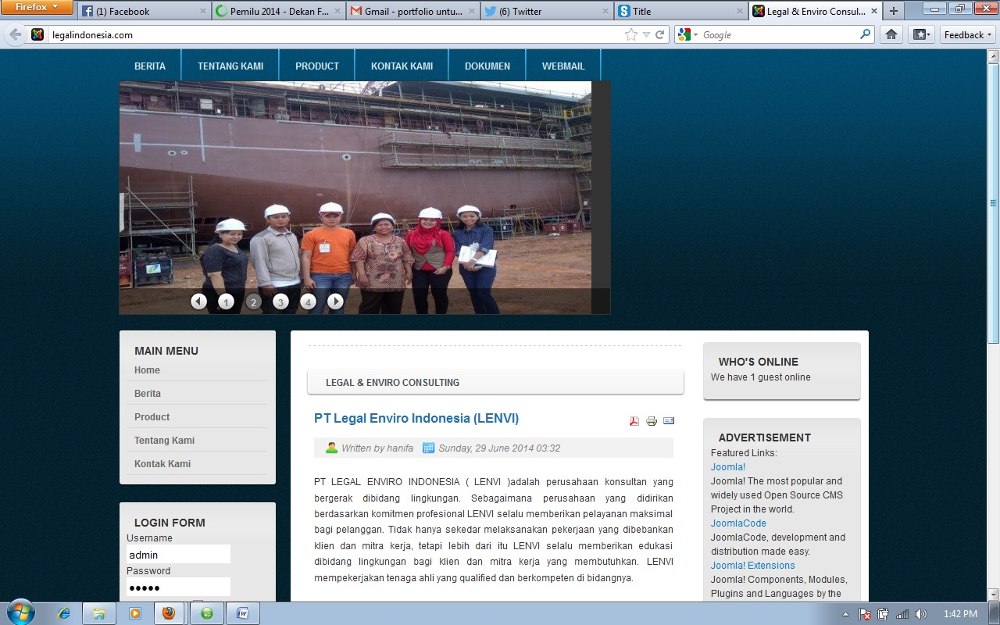 Firefox
(1) Facebook
Pemilu 2014 - Dekan F...
Gmail - portfolio untu...
(6) Twitter
Title
Legal & Enviro Consul...
legalindonesia.com
Google
Feedback
BERITA
TENTANG KAMI
PRODUCT
KONTAK KAMI
DOKUMEN
WEBMAIL
1
2
3
4
MAIN MENU
Home
Berita
Product
Tentang Kami
Kontak Kami
LOGIN FORM
Username
admin
Password
●●●●●
LEGAL & ENVIRO CONSULTING
PT Legal Enviro Indonesia (LENVI)
Written by hanifa Sunday, 29 June 2014 03:32
PT LEGAL ENVIRO INDONESIA ( LENVI )adalah perusahaan konsultan yang
bergerak dibidang lingkungan. Sebagaimana perusahaan yang didirikan
berdasarkan komitmen profesional LENVI selalu memberikan pelayanan maksimal
bagi pelanggan. Tidak hanya sekedar melaksanakan pekerjaan yang dibebankan
klien dan mitra kerja, tetapi lebih dari itu LENVI selalu memberikan edukasi
dibidang lingkungan bagi klien dan mitra kerja yang membutuhkan. LENVI
mempekerjakan tenaga ahli yang qualified dan berkompeten di bidangnya.
WHO'S ONLINE
We have 1 guest online
ADVERTISEMENT
Featured Links:
Joomla!
Joomla! The most popular and
widely used Open Source CMS
Project in the world.
JoomlaCode
JoomlaCode, development and
distribution made easy.
Joomla! Extensions
Joomla! Components, Modules,
Plugins and Languages by the
1:42 PM